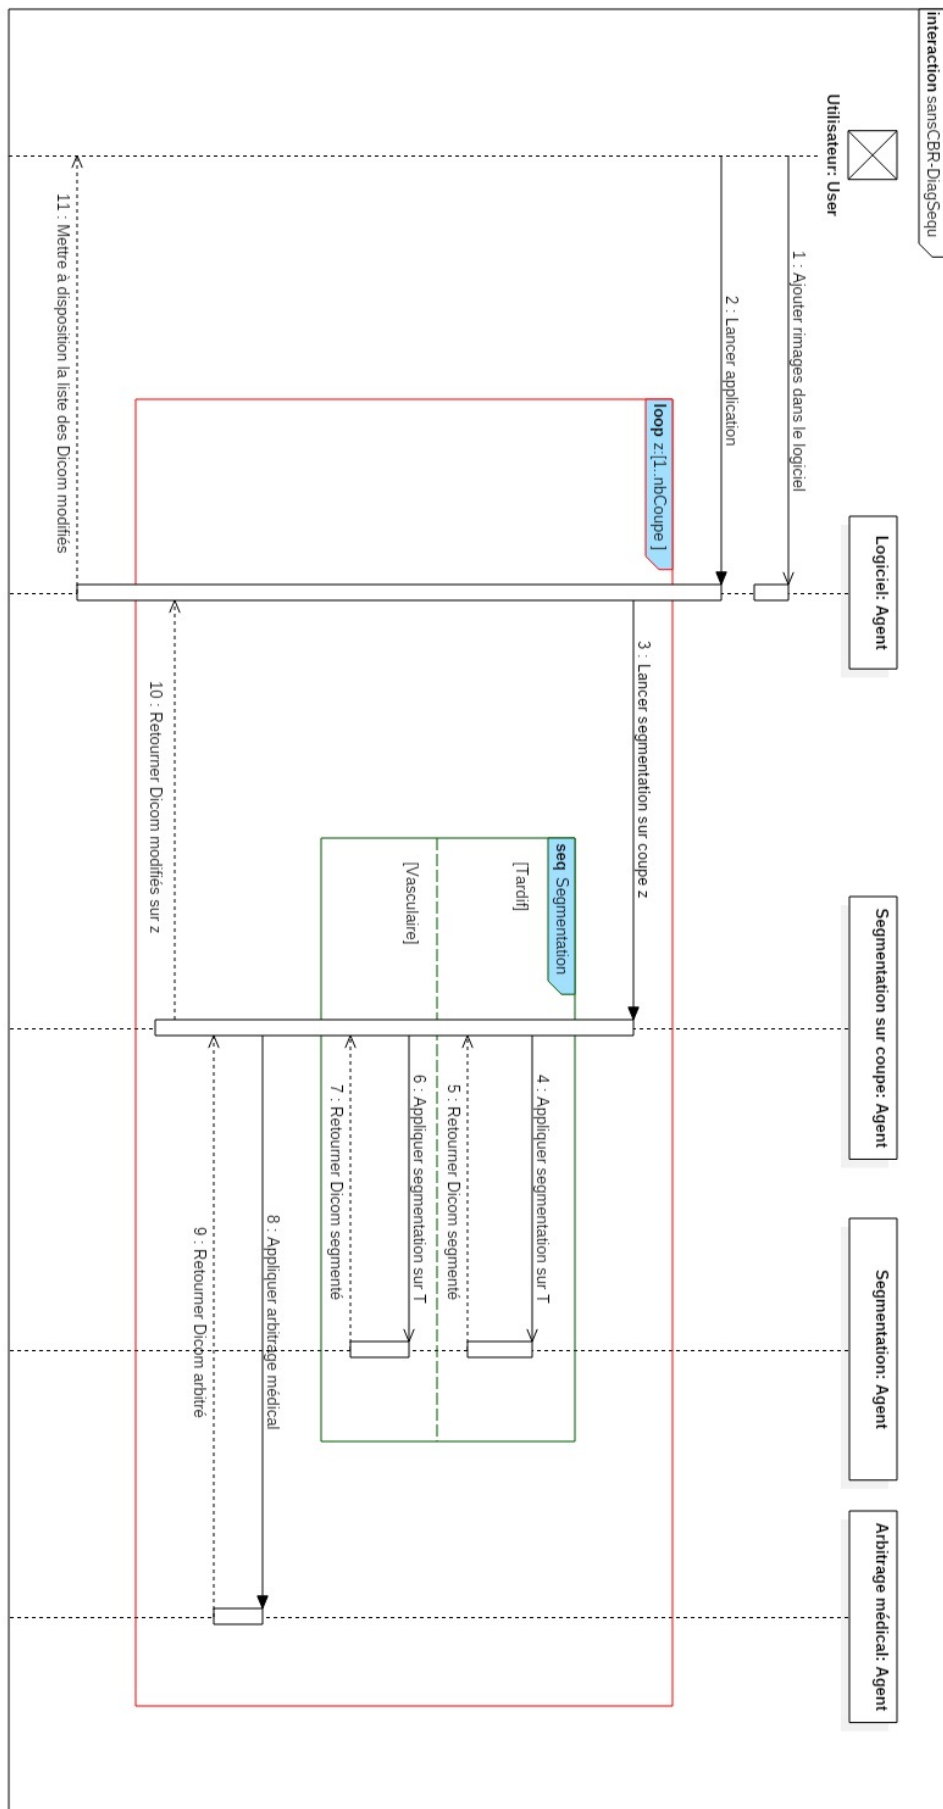 interaction sansCBR-DiagSequ
Utilisateur: User
Logiciel: Agent
Segmentation sur coupe: Agent
Segmentation: Agent
Arbitrage médical: Agent
1 : Ajouter rimages dans le logiciel
2 : Lancer application
loop z:[1..nbCoupe ]
3 : Lancer segmentation sur coupe z
seq Segmentation
[Tardif]
4 : Appliquer segmentation sur T
5 : Retourner Dicom segmenté
[Vasculaire]
6 : Appliquer segmentation sur T
7 : Retourner Dicom segmenté
8 : Appliquer arbitrage médical
9 : Retourner Dicom arbitré
10 : Retourner Dicom modifiés sur z
11 : Mettre à disposition la liste des Dicom modifiés